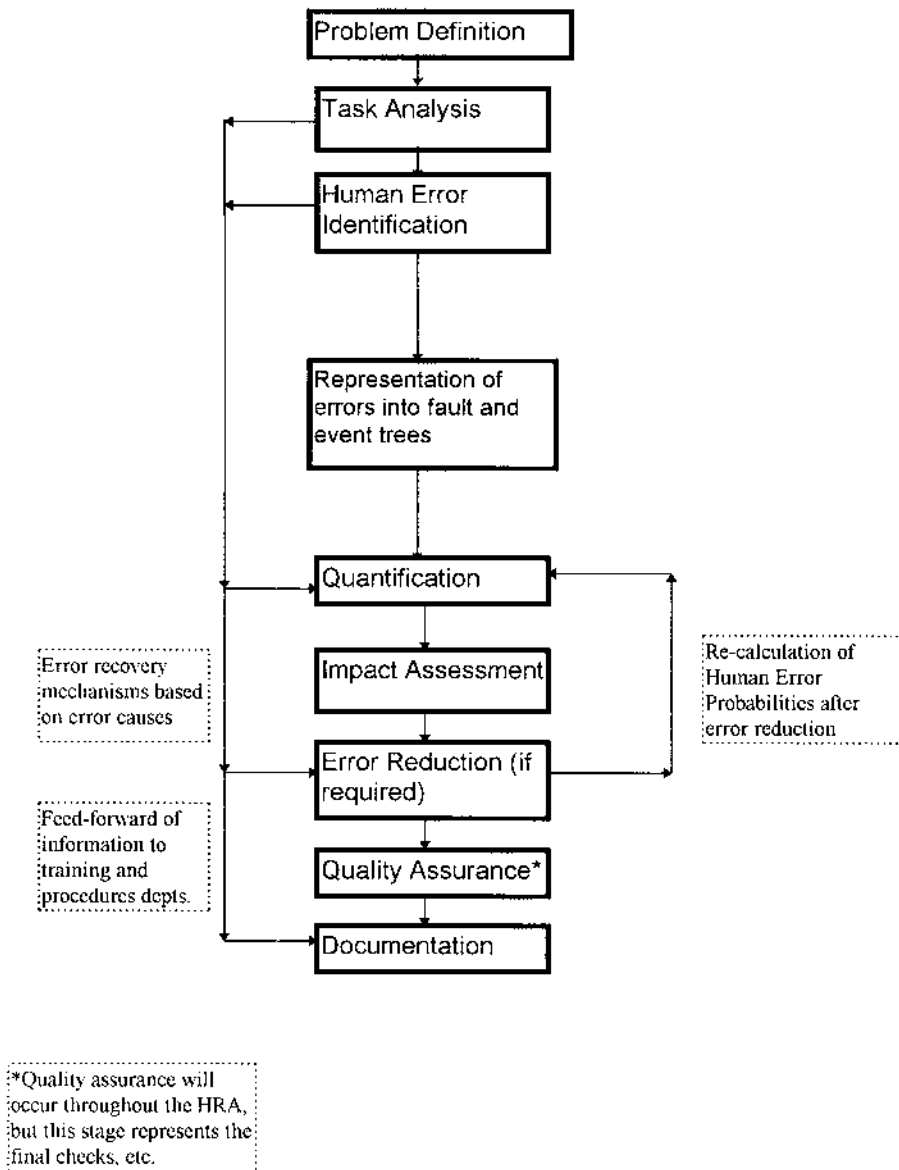 Problem Definition
Task Analysis
Human Error
Identification
Representation of
errors into fault and
event trees
Quantification
Impact Assessment
Error Reduction (if
required)
Quality Assurance*
Documentation
Error recovery
mechanisms based
on error causes
Feed-forward of
information to
training and
procedures depts.
Re-calculation of
Human Error
Probabilities after
error reduction
*Quality assurance will
occur throughout the HRA,
but this stage represents the
final checks, etc.